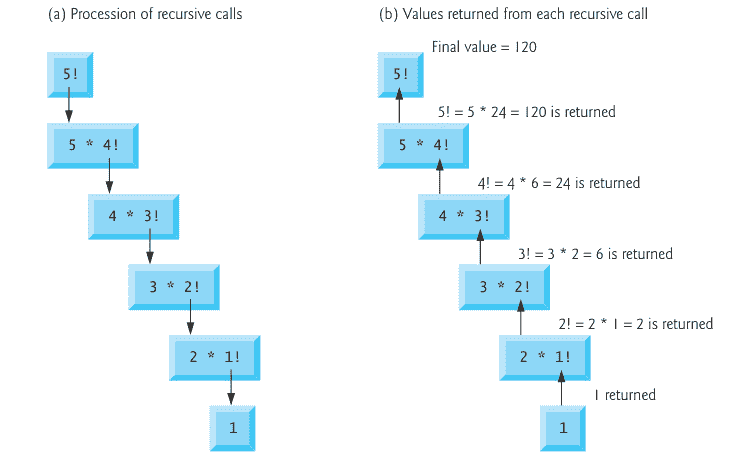 (a) Procession of recursive calls
5!
5 * 4!
4 * 3!
3 * 2!
2 * 1!
1
(b) Values returned from each recursive call
Final value = 120
5!
5! = 5 * 24 = 120 is returned
5 * 4!
4! = 4 * 6 = 24 is returned
4 * 3!
3! = 3 * 2 = 6 is returned
3 * 2!
2! = 2 * 1 = 2 is returned
2 * 1!
1 returned
1